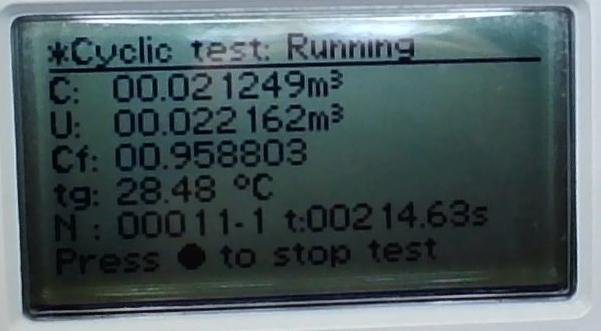 *Cyclic test: Running
C: 00.021249m³
U: 00.022162m³
Cf: 00.958803
tg: 28.48 °C
N : 00011-1 t:00214.63s
Press ● to stop test